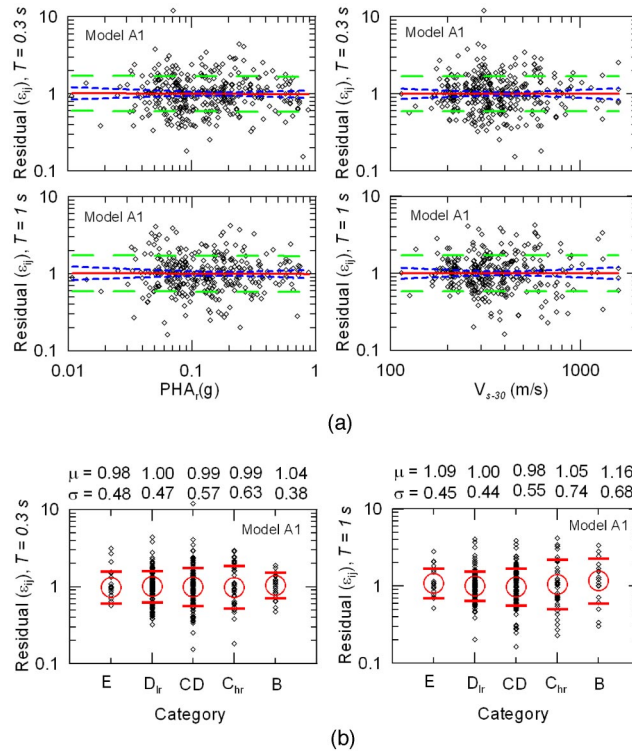 (a)
Residual (εij), T = 0.3 s
10
1
0.1
Model A1
10
1
0.1
Model A1
Residual (εij), T = 0.3 s
Residual (εij), T = 1 s
10
1
0.1
Model A1
0.01
0.1
1
PHAr(g)
Residual (εij), T = 1 s
10
1
0.1
Model A1
100
1000
Vs-30 (m/s)
(a)
μ = 0.98 1.00 0.99 0.99 1.04
σ = 0.48 0.47 0.57 0.63 0.38
Residual (εij), T = 0.3 s
10
1
0.1
Model A1
E Dlr CD Chr B
Category
μ = 1.09 1.00 0.98 1.05 1.16
σ = 0.45 0.44 0.55 0.74 0.68
Residual (εij), T = 1 s
10
1
0.1
Model A1
E Dlr CD Chr B
Category
(b)